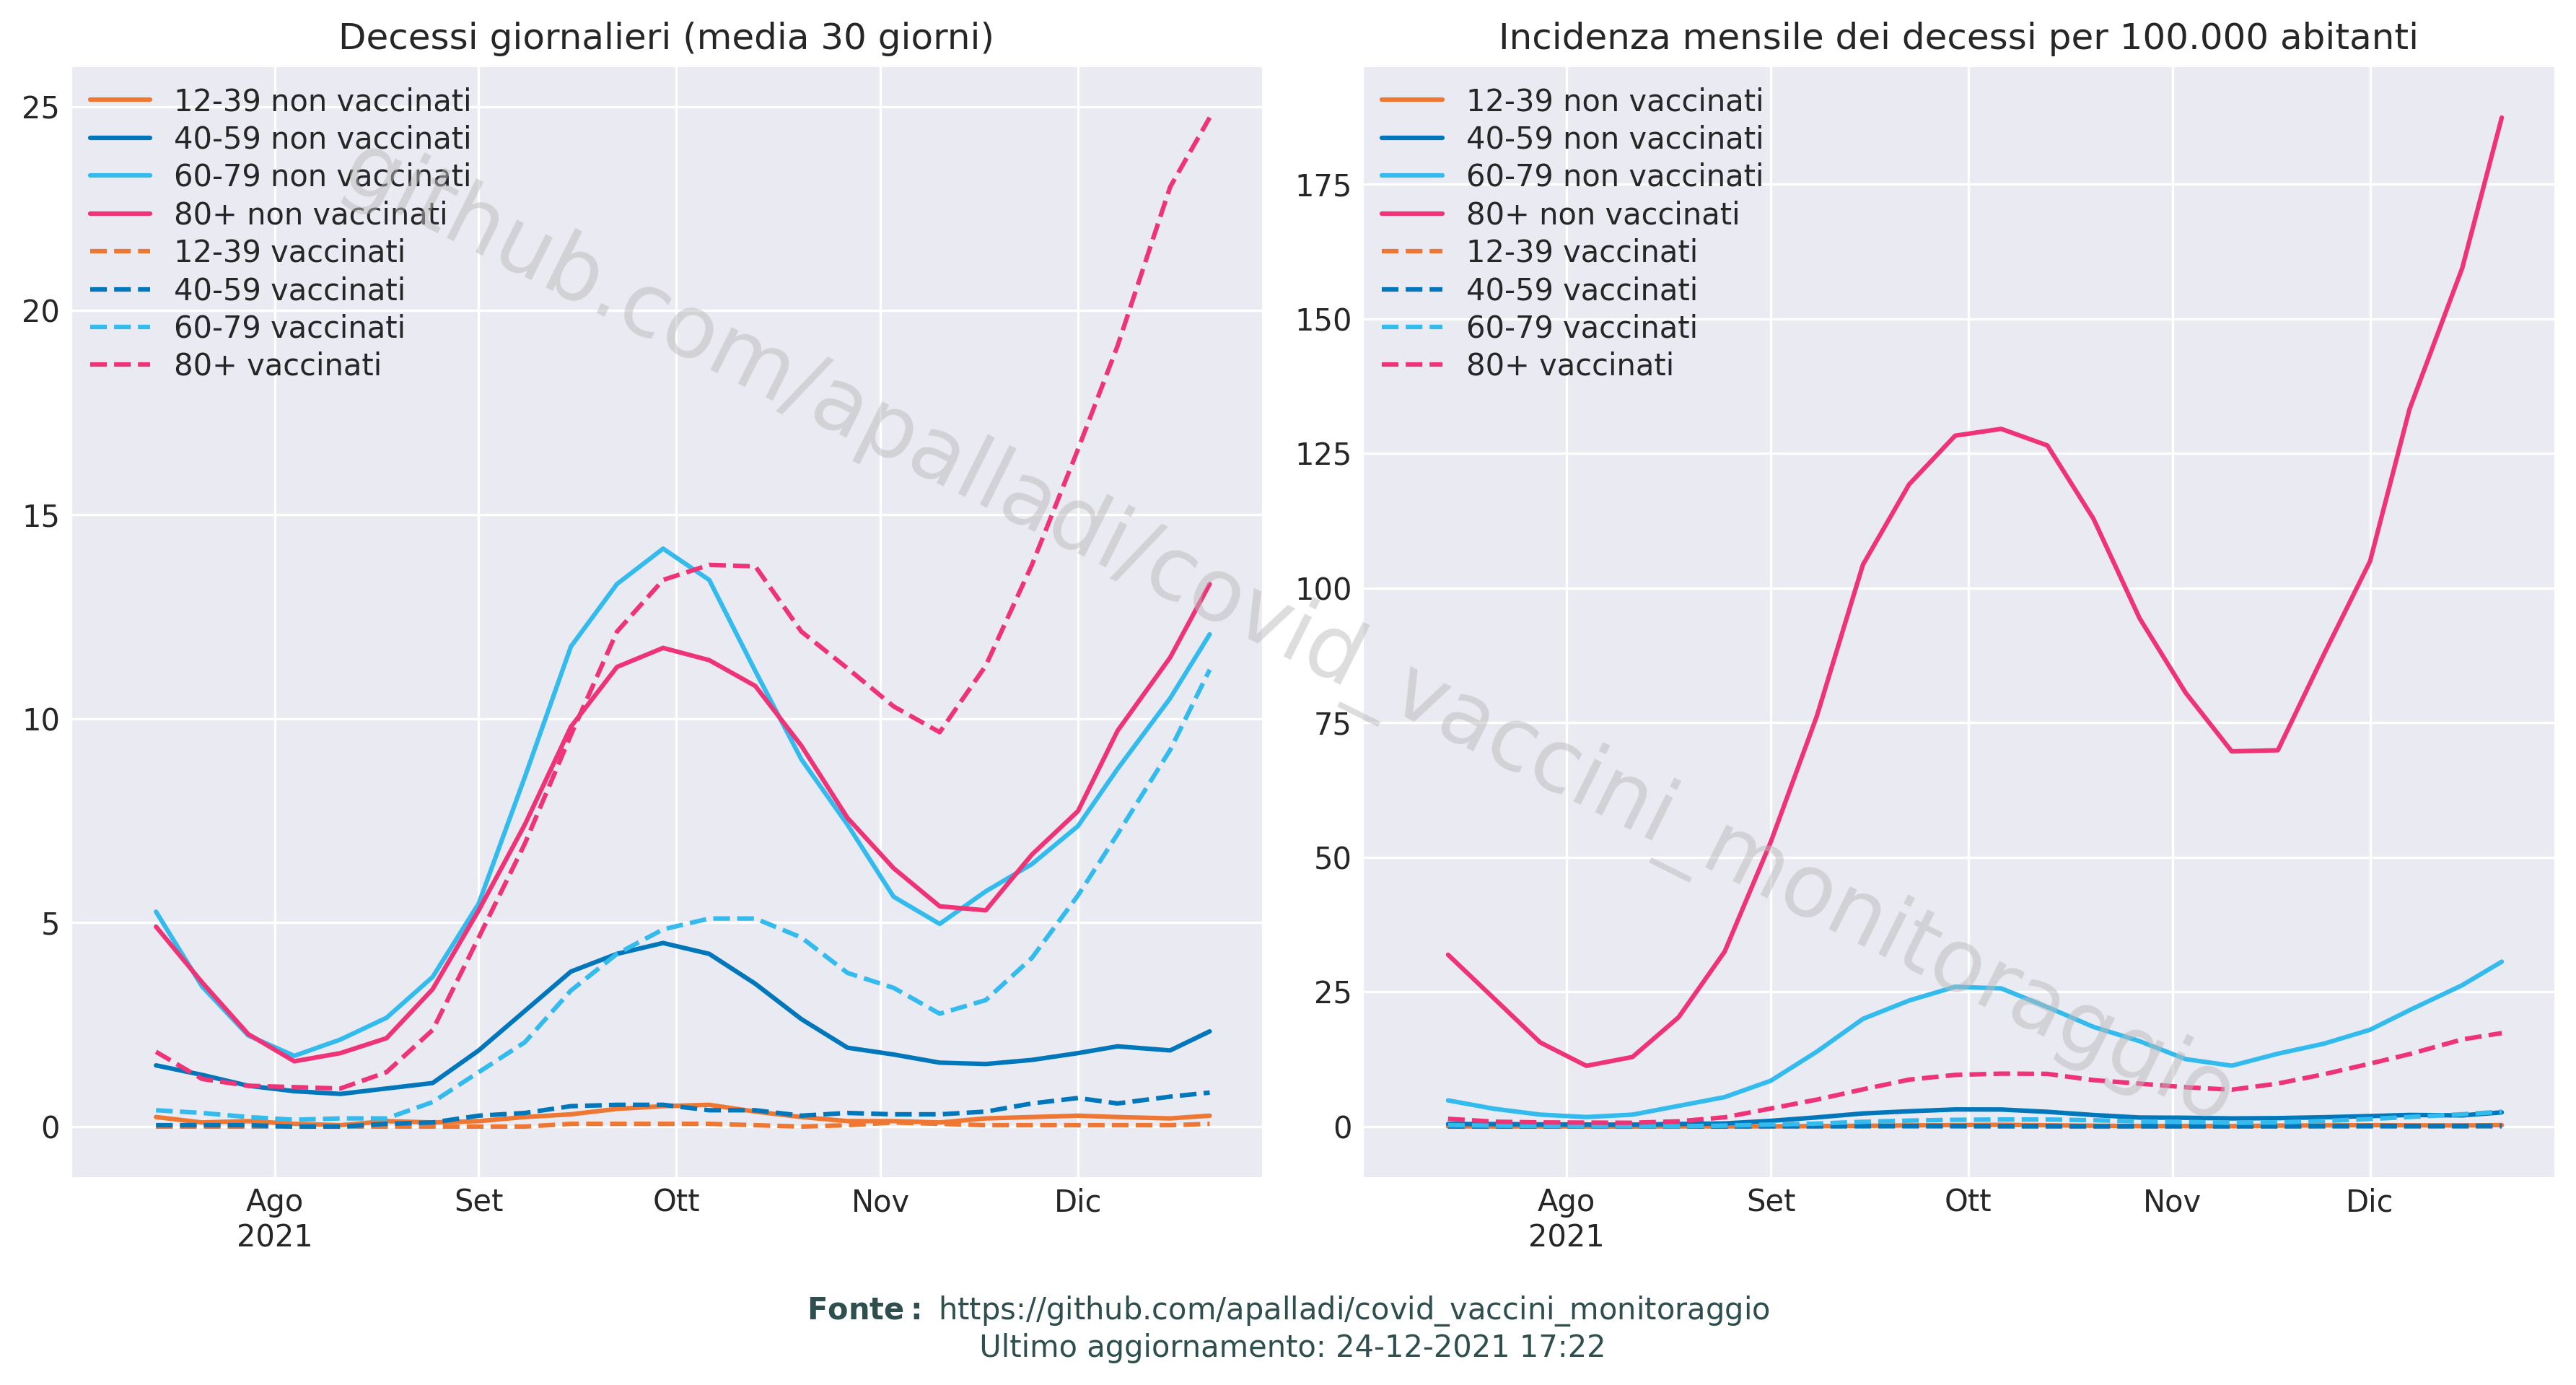 Decessi giornalieri (media 30 giorni)
25
20
15
10
5
0
12-39 non vaccinati
40-59 non vaccinati
60-79 non vaccinati
80+ non vaccinati
12-39 vaccinati
40-59 vaccinati
60-79 vaccinati
80+ vaccinati
Ago
2021
Set
Ott
Nov
Dic
Incidenza mensile dei decessi per 100.000 abitanti
175
150
125
100
75
50
25
0
12-39 non vaccinati
40-59 non vaccinati
60-79 non vaccinati
80+ non vaccinati
12-39 vaccinati
40-59 vaccinati
60-79 vaccinati
80+ vaccinati
Ago
2021
Set
Ott
Nov
Dic
github.com/apalladi/covid_vaccini_monitoraggio
Fonte: https://github.com/apalladi/covid_vaccini_monitoraggio
Ultimo aggiornamento: 24-12-2021 17:22